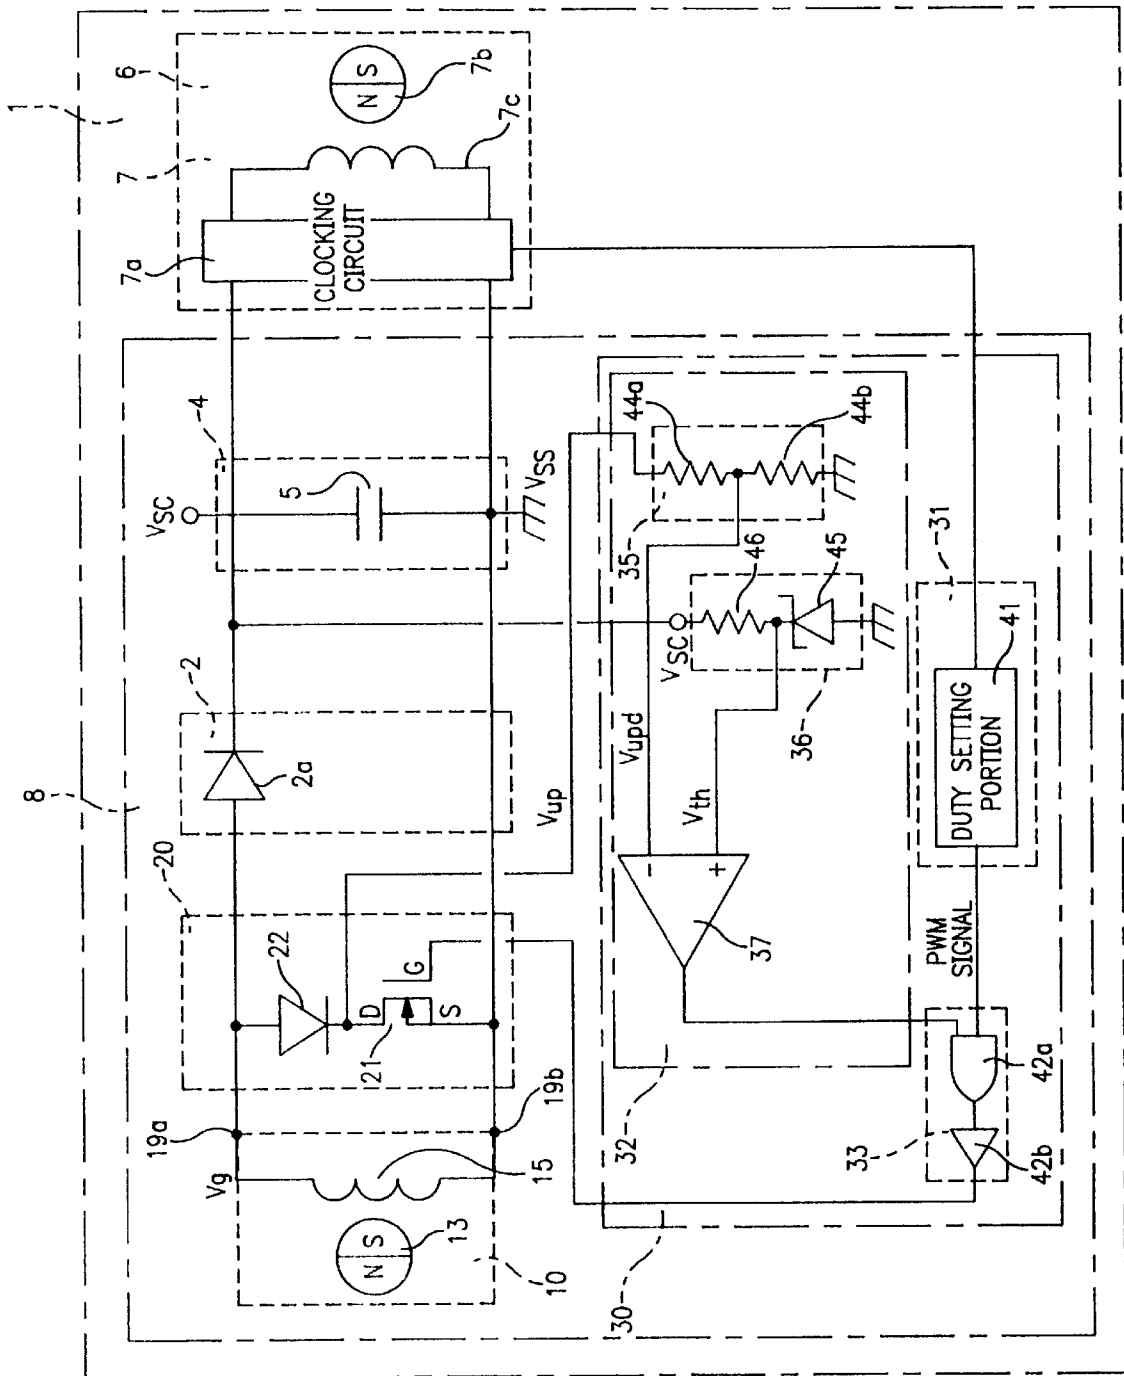 1
6
7
7a
7b
7c
N S
CLOCKING
CIRCUIT
8
4
VSC
5
VSS
2
2a
20
22
21
D
G
S
19a
19b
Vg
15
N S
13
10
Vup
44a
44b
35
46
45
VSC
36
Vupd
Vth
-
+
37
32
31
41
DUTY SETTING
PORTION
PWM
SIGNAL
42a
42b
33
30